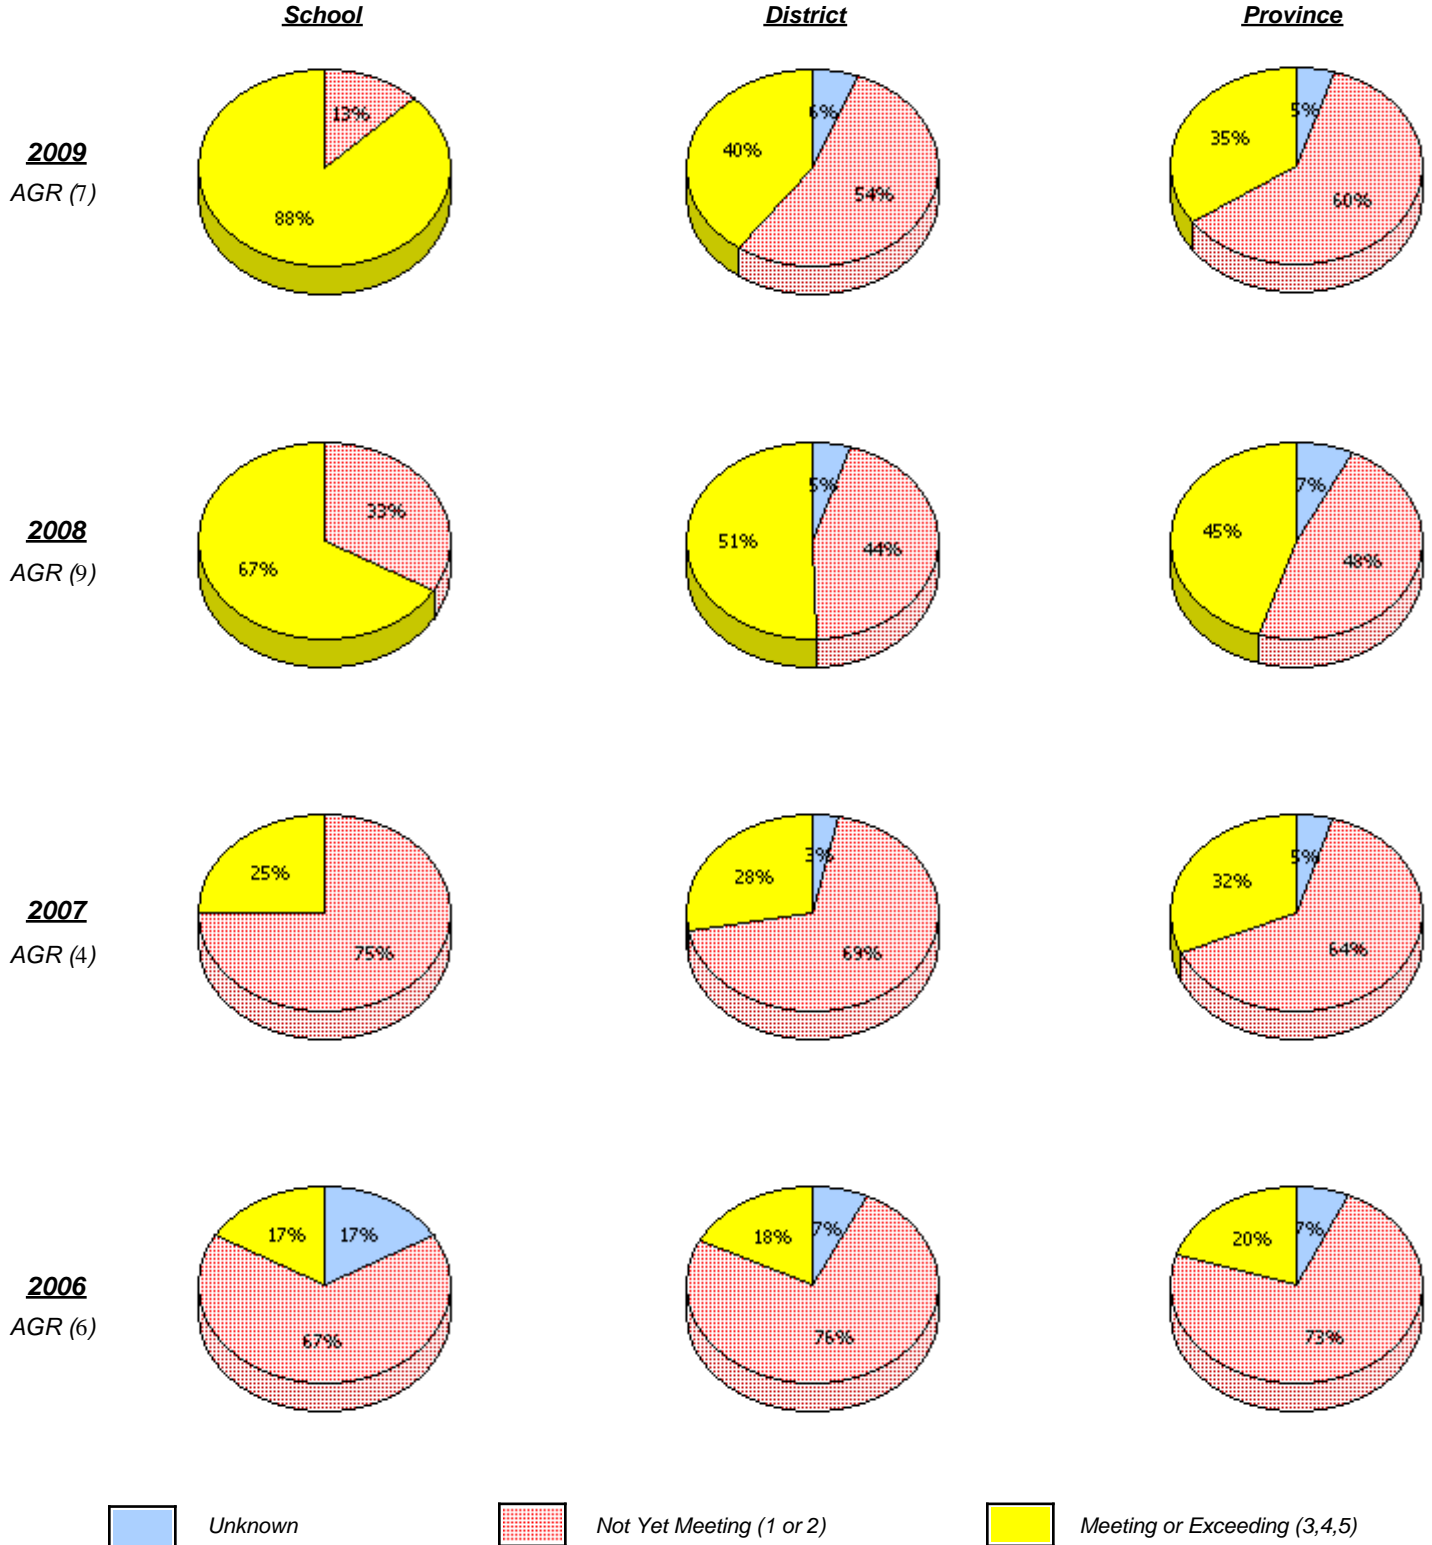 School District Province
13% 6% 5%
2009 40% 35%
AGR (7) 54% 60%
88%
33% 5% 7%
2008 51% 44% 45% 48%
AGR (9) 67%
25% 3% 5%
2007 28% 32%
AGR (4) 75% 69% 64%
17% 17% 18% 7% 20% 7%
2006
AGR (6) 67% 76% 73%
Unknown Not Yet Meeting (1 or 2) Meeting or Exceeding (3,4,5)